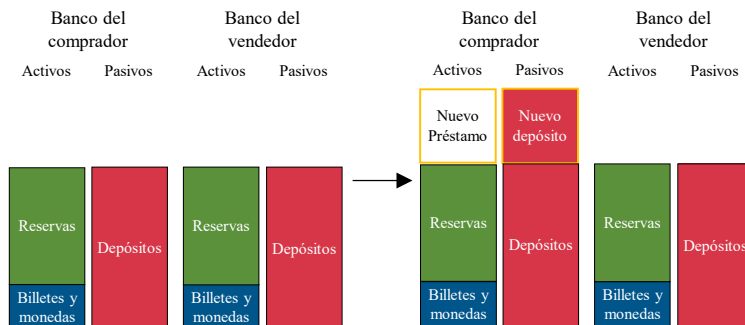 Banco del
comprador
Banco del
vendedor
Activos
Pasivos
Activos
Pasivos
Reservas
Billetes y
monedas
Depósitos
Reservas
Billetes y
monedas
Depósitos
Banco del
comprador
Banco del
vendedor
Activos
Pasivos
Activos
Pasivos
Nuevo
Préstamo
Nuevo
depósito
Reservas
Billetes y
monedas
Depósitos
Reservas
Billetes y
monedas
Depósitos